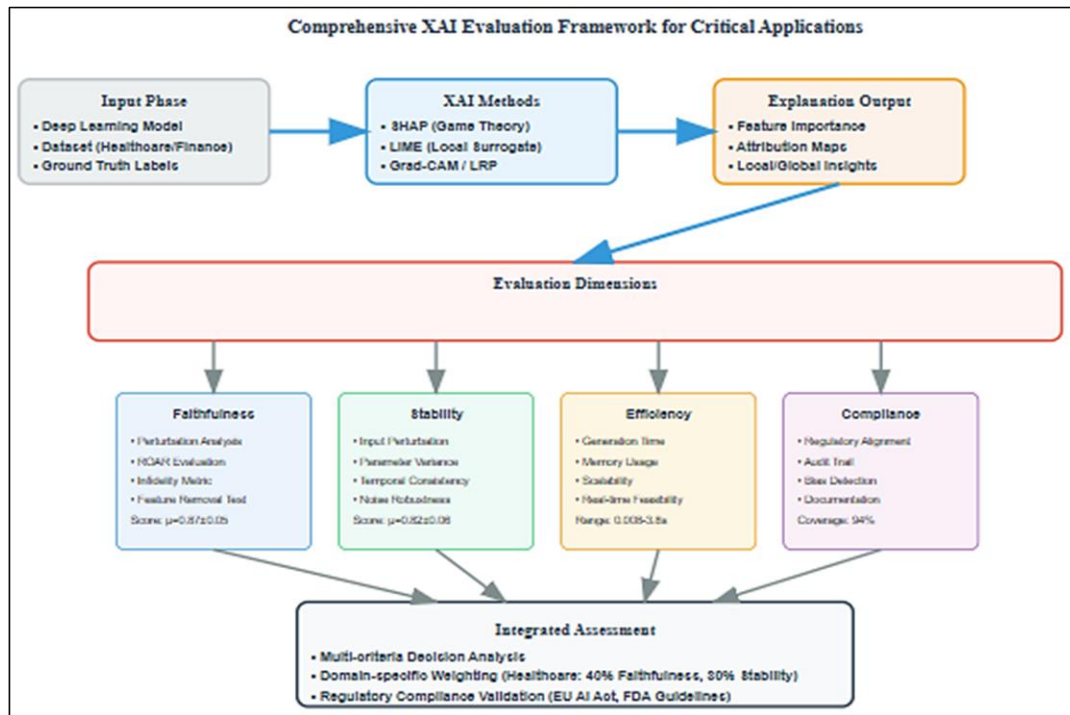 Comprehensive XAI Evaluation Framework for Critical Applications
Input Phase
▪ Deep Learning Model
▪ Dataset (Healthcare/Finance)
▪ Ground Truth Labels
XAI Methods
▪ SHAP (Game Theory)
▪ LIME (Local Surrogate)
▪ Grad-CAM / LRP
Explanation Output
▪ Feature Importance
▪ Attribution Maps
▪ Local/Global Insights
Evaluation Dimensions
Faithfulness
• Perturbation Analysis
• ROAR Evaluation
• Infidelity Metric
• Feature Removal Test
Score: μ=0.87±0.05
Stability
• Input Perturbation
• Parameter Variance
• Temporal Consistency
• Noise Robustness
Score: μ=0.82±0.06
Efficiency
• Generation Time
• Memory Usage
• Scalability
• Real-time Feasibility
Range:
Compliance
• Regulatory Alignment
• Audit Trail
• Bias Detection
• Documentation
Coverage: 94%
Integrated Assessment
▪ Multi-criteria Decision Analysis
▪ Domain-specific Weighting (Healthcare: 40% Faithfulness, Stability)
▪ Regulatory Compliance Validation (EU AI Act, FDA Guidelines)